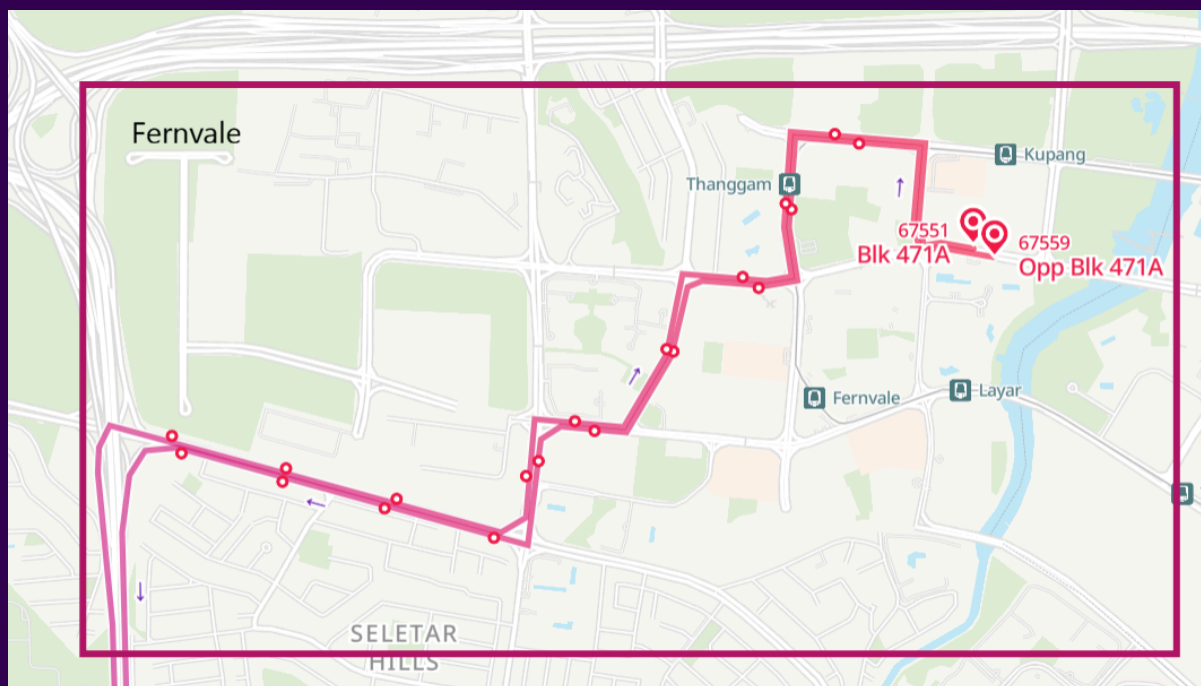 Fernvale
Kupang
Thanggam
67551
Blk 471A
67559
Opp Blk 471A
Fernvale
Layar
SELETAR
HILLS